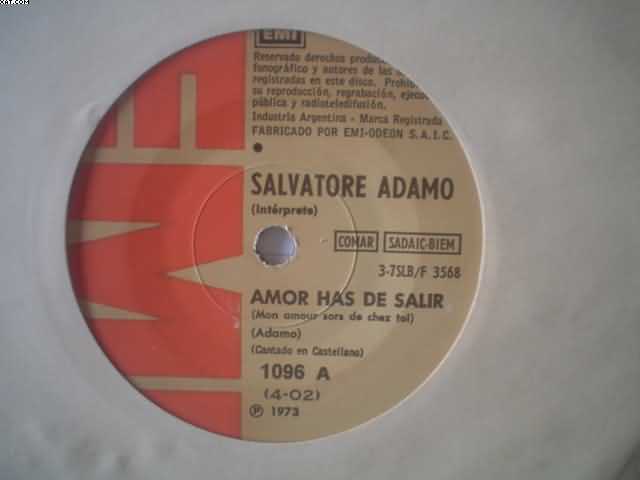 EMI
Reservado derechos
fonográfico y autores de las
registradas en este disco.
su reproducción, regrabación,
pública y radioteledifusión.
Industria Argentina - Marca Registrada
FABRICADO POR EMI-ODEON S.A.I.C.
SALVATORE ADAMO
(Intérprete)
COMAR SADAIC-BIEM
3-7SLB/F 3568
AMOR HAS DE SALIR
(Mon amour sors de chez toi)
(Adamo)
(Cantado en Castellano)
1096 A
(4-02)
Ⓟ 1973